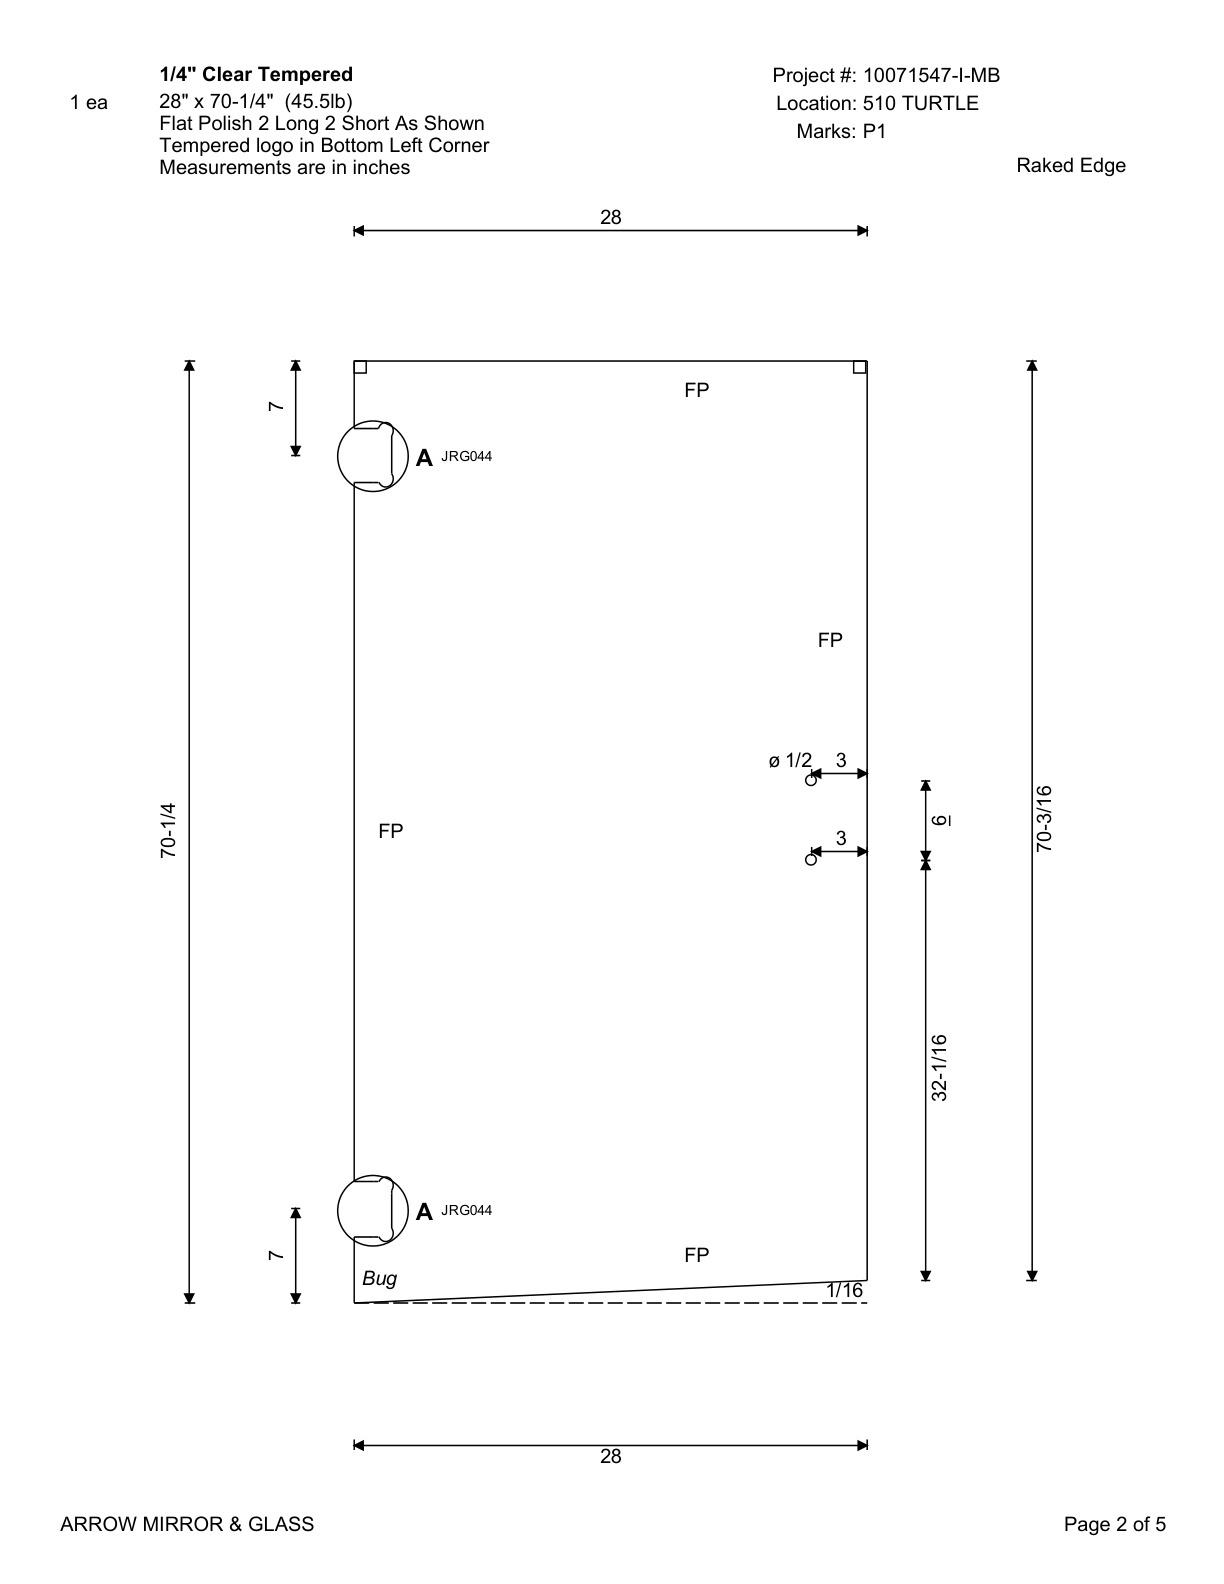 1/4" Clear Tempered
1 ea
28" x 70-1/4"  (45.5lb)
Flat Polish 2 Long 2 Short As Shown
Tempered logo in Bottom Left Corner
Measurements are in inches
Project #: 10071547-I-MB
Location: 510 TURTLE
Marks: P1
Raked Edge
28
FP
7
A JRG044
FP
ø 1/2
3
6
3
70-1/4
FP
70-3/16
32-1/16
A JRG044
7
FP
Bug
1/16
28
ARROW MIRROR & GLASS
Page 2 of 5